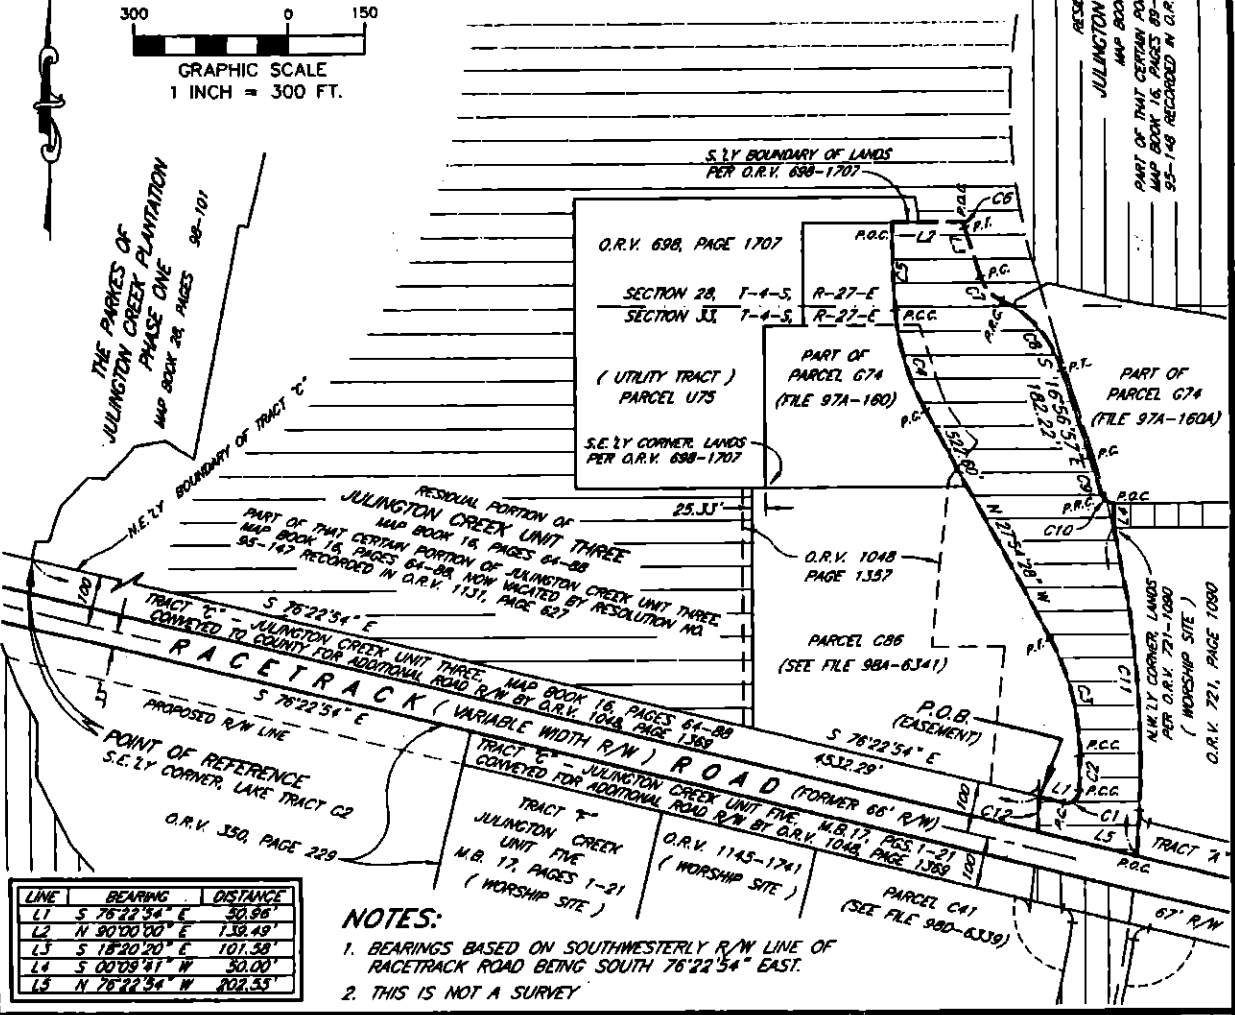 300 0 150
GRAPHIC SCALE
1 INCH = 300 FT.
JULINGTON
MAP BOO
PART OF THAT CERTAIN PO
MAP BOOK 16, PAGES 89-
95-148 RECORDED IN O.R.
THE PARKES OF
JULINGTON CREEK PLANTATION
PHASE ONE
MAP BOOK 28, PAGES 98-101
S.'LY BOUNDARY OF LANDS
PER O.R.V. 698-1707
O.R.V. 698, PAGE 1707
SECTION 28, T-4-S, R-27-E
SECTION 33, T-4-S, R-27-E
( UTILITY TRACT )
PARCEL U75
PART OF
PARCEL G74
(FILE 97A-160)
S.E.'LY CORNER, LANDS
PER O.R.V. 698-1707
P.O.C.
L2
P.O.C.
C6
P.T.
L3
P.C.
C7
P.R.C.
C8
P.T.
C5
P.C.C.
C4
P.C.
S 16°56'57" E
182.22'
527.60'
N 27°54'28" W
PART OF
PARCEL G74
(FILE 97A-160A)
P.C.
C9
P.R.C.
P.O.C.
C10
L4
25.33'
O.R.V. 1048
PAGE 1357
PARCEL C86
(SEE FILE 98A-6341)
P.T.
C3
C11
P.C.C.
C2
P.C.C.
N.W.'LY CORNER, LANDS
PER O.R.V. 721-1090
( WORSHIP SITE )
O.R.V. 721, PAGE 1090
N.E.'LY BOUNDARY OF TRACT "C"
RESIDUAL PORTION OF
JULINGTON CREEK UNIT THREE
MAP BOOK 16, PAGES 64-88
PART OF THAT CERTAIN PORTION OF JULINGTON CREEK UNIT THREE,
MAP BOOK 16, PAGES 64-88, NOW VACATED BY RESOLUTION NO.
95-147 RECORDED IN O.R.V. 1131, PAGE 627
100
S 76°22'54" E
TRACT "C" - JULINGTON CREEK UNIT THREE, MAP BOOK 16, PAGES 64-88
CONVEYED TO COUNTY FOR ADDITIONAL ROAD R/W BY O.R.V. 1048, PAGE 1369
RACETRACK (VARIABLE WIDTH R/W) ROAD (FORMER 66' R/W)
S 76°22'54" E
33'
PROPOSED R/W LINE
POINT OF REFERENCE
S.E.'LY CORNER, LAKE TRACT C2
O.R.V. 350, PAGE 229
P.O.B.
(EASEMENT)
S 76°22'54" E
4532.29'
100
C12
L1
P.C.
C1
L5
P.O.C.
TRACT "A"
67' R/W
TRACT "C" - JULINGTON CREEK UNIT FIVE, M.B. 17, PGS. 1-21
CONVEYED FOR ADDITIONAL ROAD R/W BY O.R.V. 1048, PAGE 1369
100
JULINGTON CREEK
UNIT FIVE
M.B. 17, PAGES 1-21
( WORSHIP SITE )
O.R.V. 1145-1741
( WORSHIP SITE )
PARCEL C41
(SEE FILE 98D-6339)
LINE BEARING DISTANCE
L1 S 76°22'54" E 50.96'
L2 N 90°00'00" E 139.49'
L3 S 18°20'20" E 101.58'
L4 S 00°09'41" W 50.00'
L5 N 76°22'54" W 202.55'
NOTES:
1. BEARINGS BASED ON SOUTHWESTERLY R/W LINE OF
RACETRACK ROAD BEING SOUTH 76°22'54" EAST.
2. THIS IS NOT A SURVEY